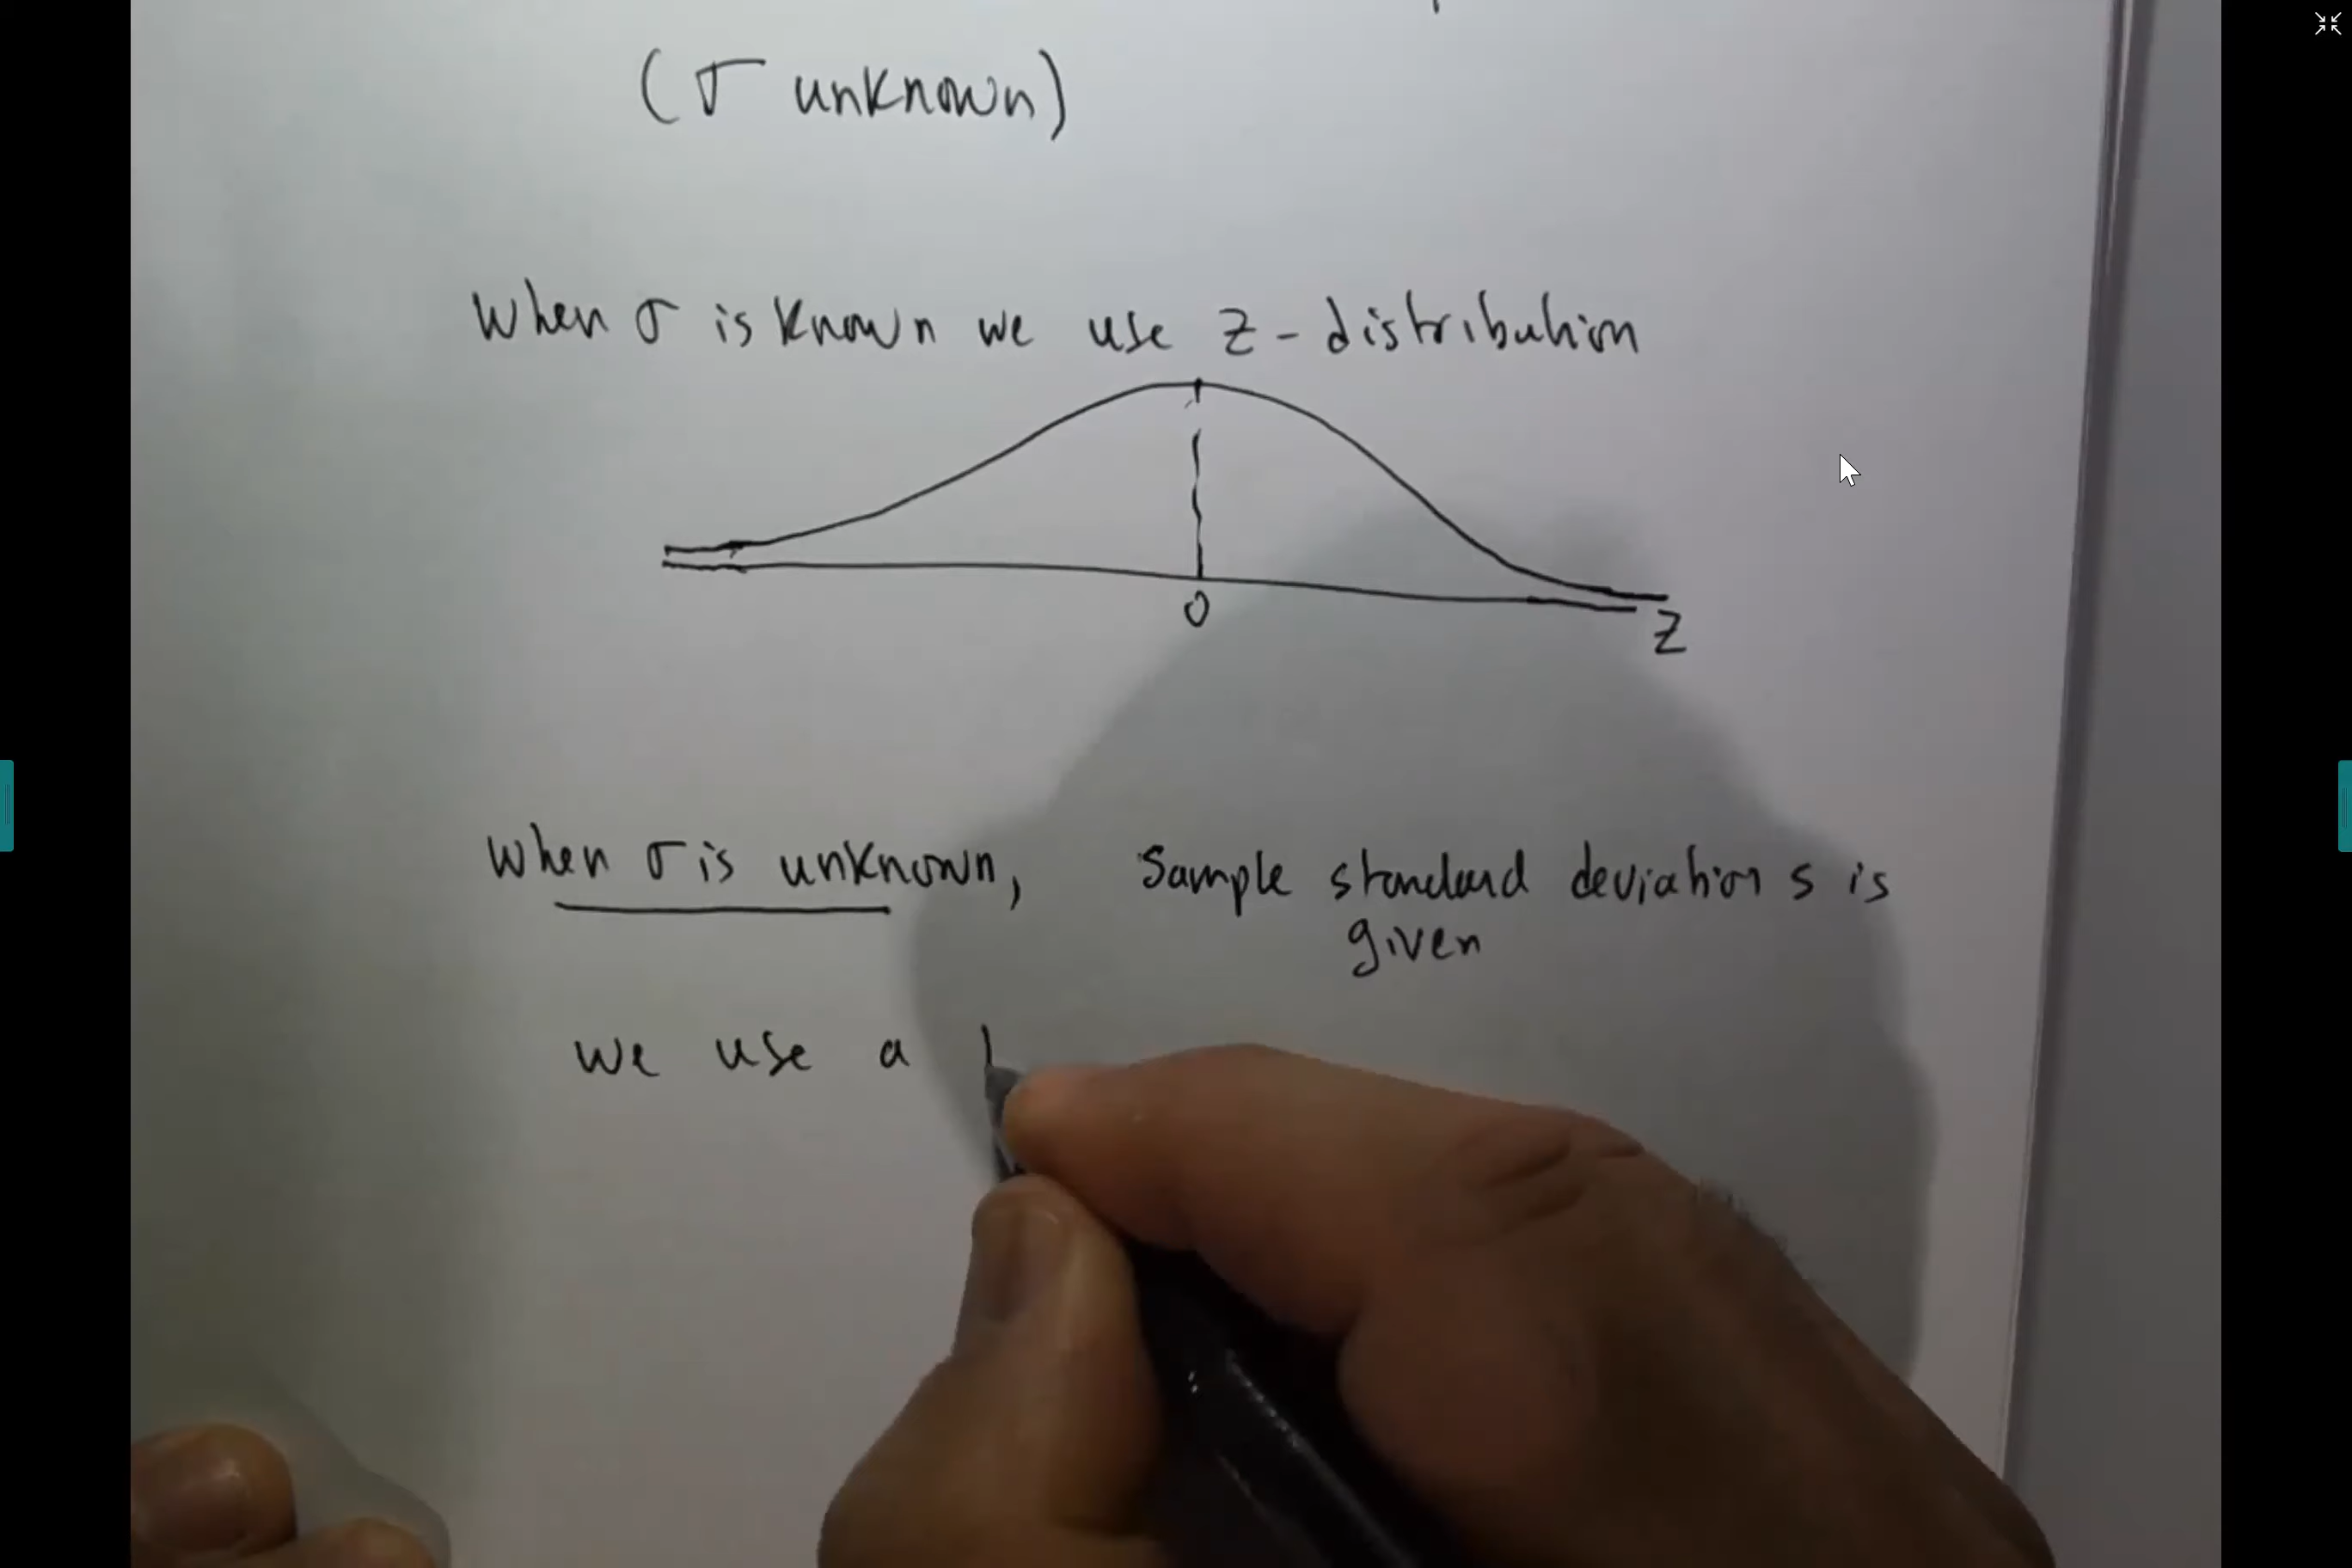 (σ unknown)
When σ is known we use z-distribution
0
z
When σ is unknown, Sample standard deviation s is
given
we use a